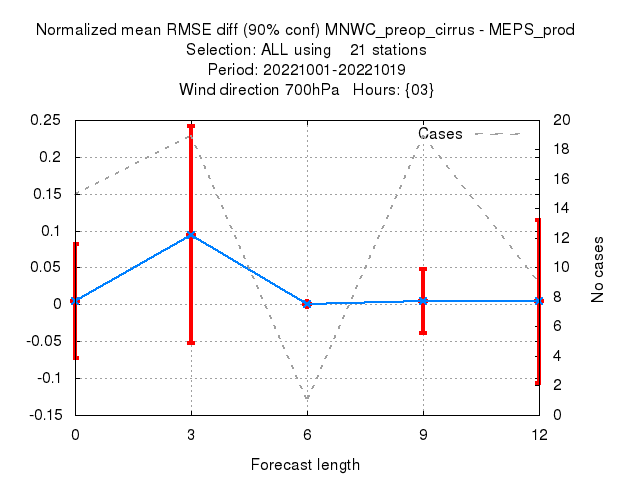 Normalized mean RMSE diff (90% conf) MNWC_preop_cirrus - MEPS_prod
Selection: ALL using    21 stations
Period: 20221001-20221019
Wind direction 700hPa   Hours: {03}
Cases
0.25
0.2
0.15
0.1
0.05
0
-0.05
-0.1
-0.15
20
18
16
14
12
10
8
6
4
2
0
No cases
0 3 6 9 12
Forecast length